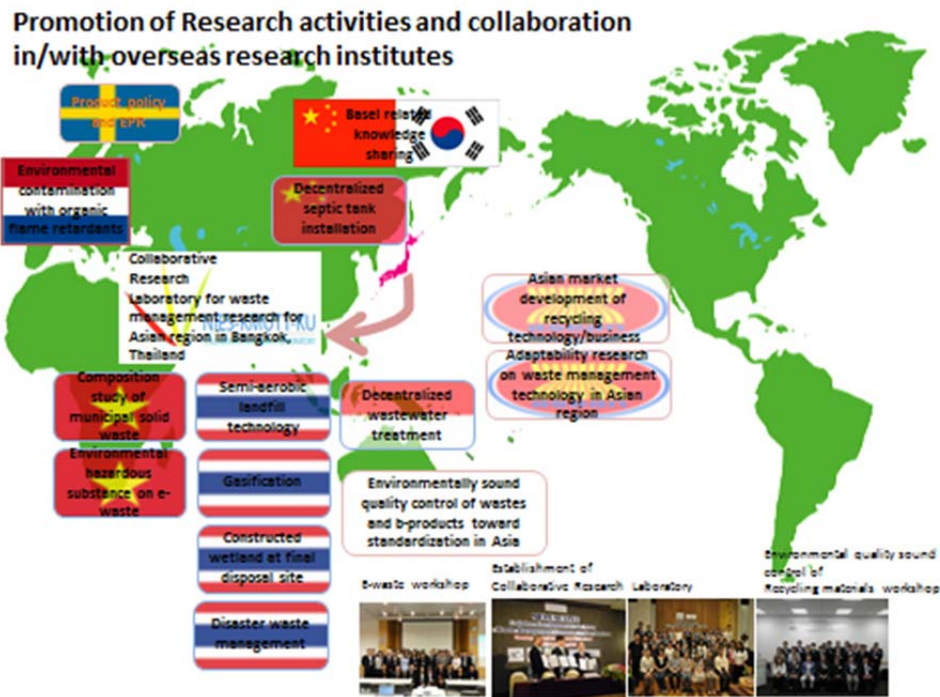 Promotion of Research activities and collaboration
in/with overseas research institutes
Product policy
and EPR
Basel related
knowledge
sharing
Environmental
contamination
with organic
flame retardants
Decentralized
septic tank
installation
Collaborative
Research
Laboratory for waste
management research for
Asian region in Bangkok,
Thailand
NIES-KMUTT-KU
Asian market
development of
recycling
technology/business
Adaptability research
on waste management
technology in Asian
region
Composition
study of
municipal solid
waste
Semi-aerobic
landfill
technology
Decentralized
wastewater
treatment
Environmental
hazardous
substance on e-
waste
Gasification
Environmentally sound
quality control of wastes
and b-products toward
standardization in Asia
Constructed
wetland at final
disposal site
Disaster waste
management
E-waste workshop
Establishment of
Collaborative Research Laboratory
Environmental quality sound
control of
Recycling materials workshop